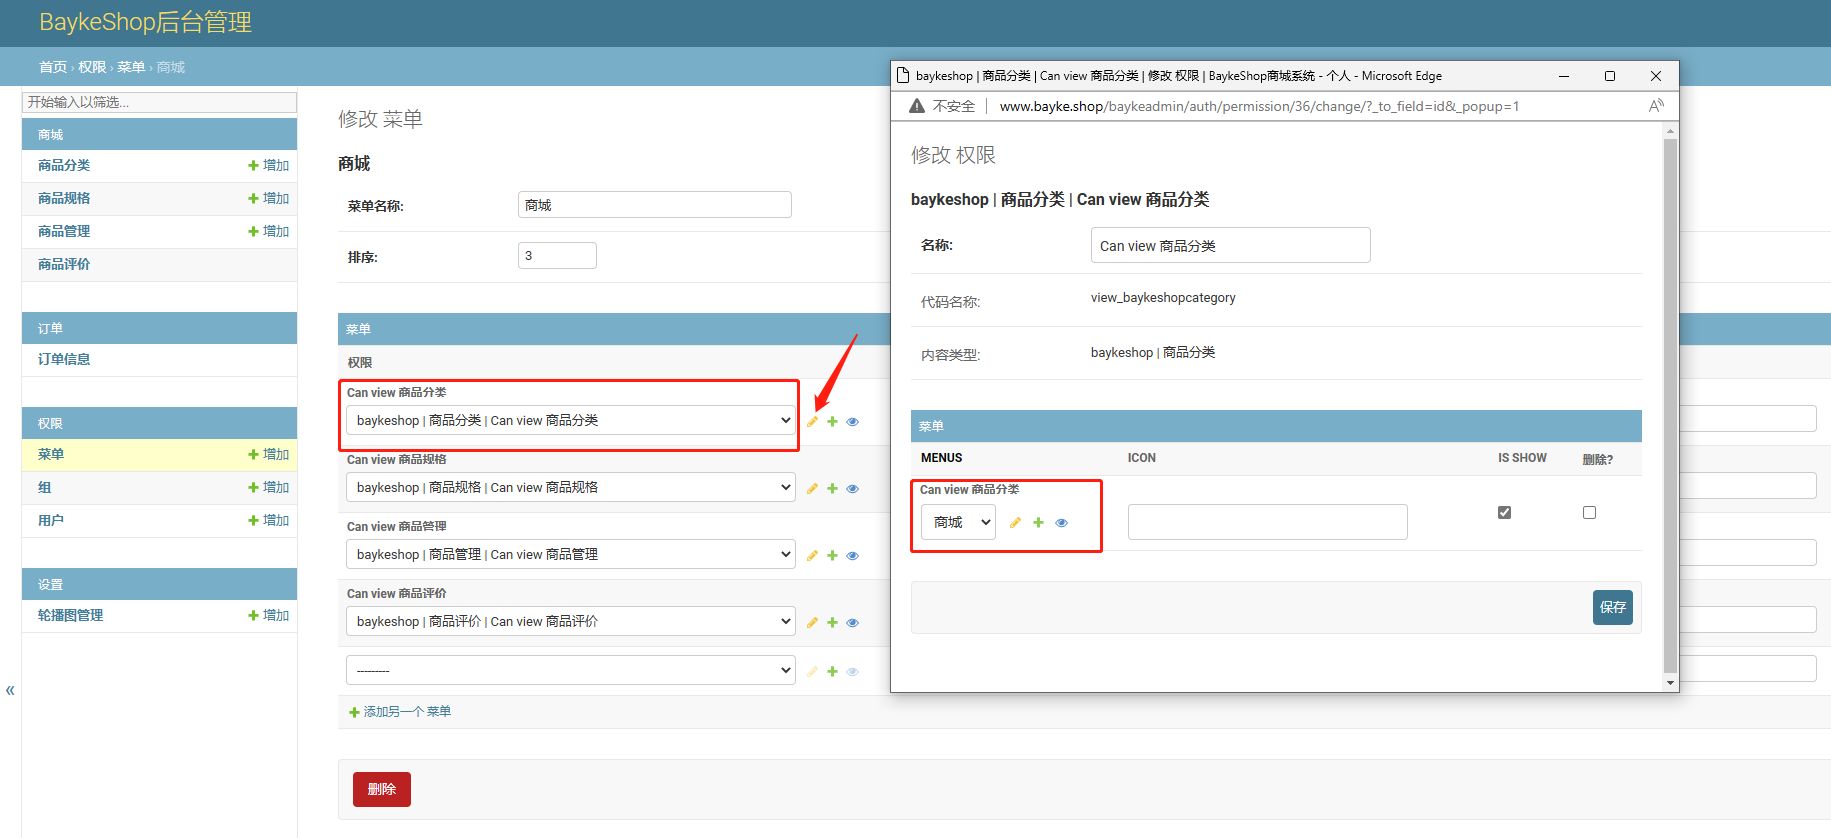 BaykeShop后台管理
首页 › 权限 › 菜单 › 商城
开始输入以筛选...
商城
商品分类 增加
商品规格 增加
商品管理 增加
商品评价
订单
订单信息
权限
菜单 增加
组 增加
用户 增加
设置
轮播图管理 增加
«
修改 菜单
商城
菜单名称: 商城
排序: 3
菜单
权限
Can view 商品分类
baykeshop | 商品分类 | Can view 商品分类
Can view 商品规格
baykeshop | 商品规格 | Can view 商品规格
Can view 商品管理
baykeshop | 商品管理 | Can view 商品管理
Can view 商品评价
baykeshop | 商品评价 | Can view 商品评价
---------
添加另一个 菜单
删除
baykeshop | 商品分类 | Can view 商品分类 | 修改 权限 | BaykeShop商城系统 - 个人 - Microsoft Edge
不安全 | www.bayke.shop/baykeadmin/auth/permission/36/change/?_to_field=id&_popup=1
修改 权限
baykeshop | 商品分类 | Can view 商品分类
名称: Can view 商品分类
代码名称: view_baykeshopcategory
内容类型: baykeshop | 商品分类
菜单
MENUS ICON IS SHOW 删除?
Can view 商品分类
商城
保存